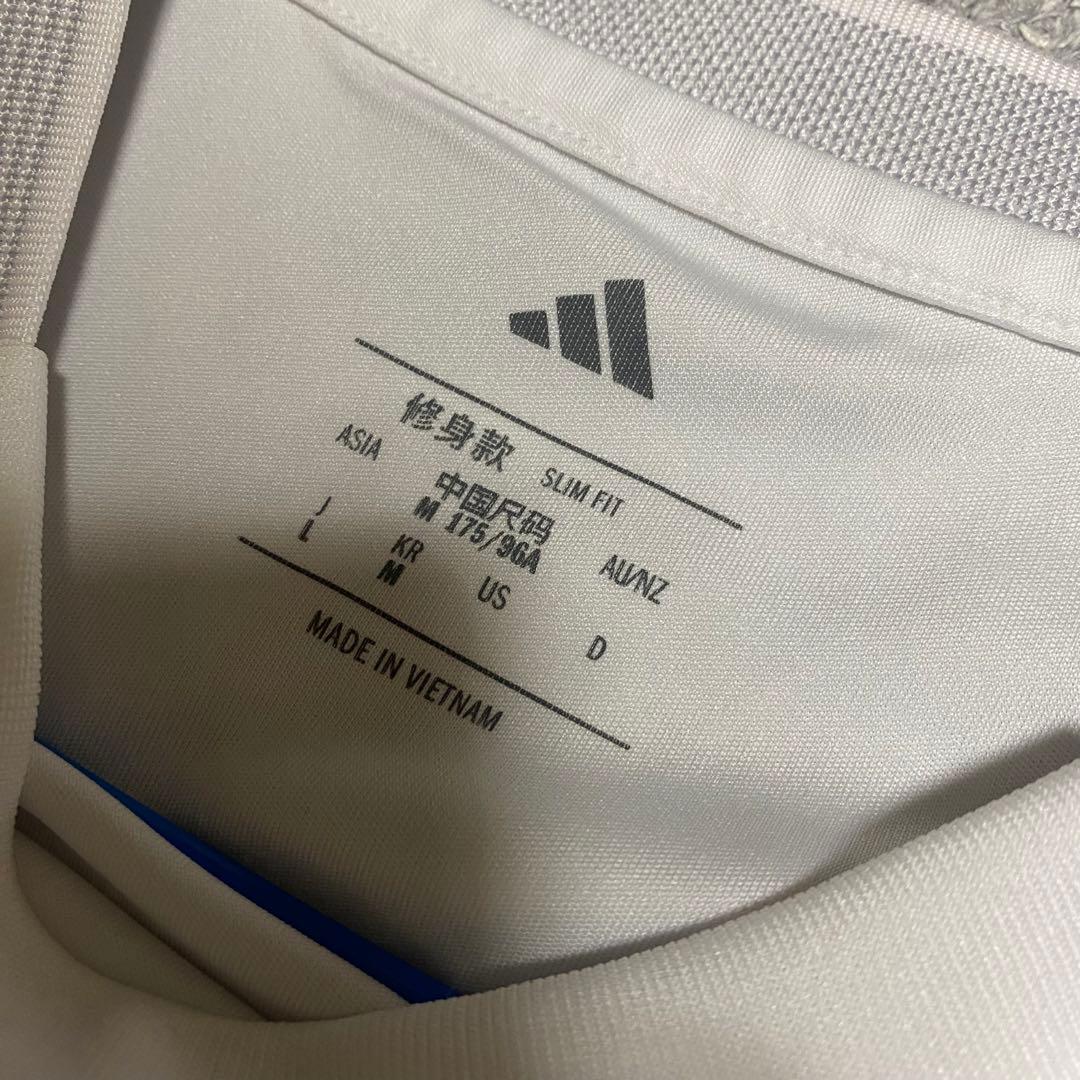 修身款 SLIM FIT
ASIA 中国尺码 AU/NZ
M 175/96A
J KR US D
L M
MADE IN VIETNAM